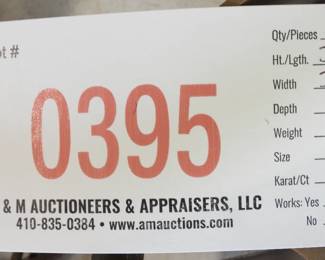 ot #
0395
& M AUCTIONEERS & APPRAISERS, LLC
410-835-0384 • www.amauctions.com
Qty/Pieces
Ht./Lgth.
Width
Depth
Weight
Size
Karat/Ct
Works: Yes
No